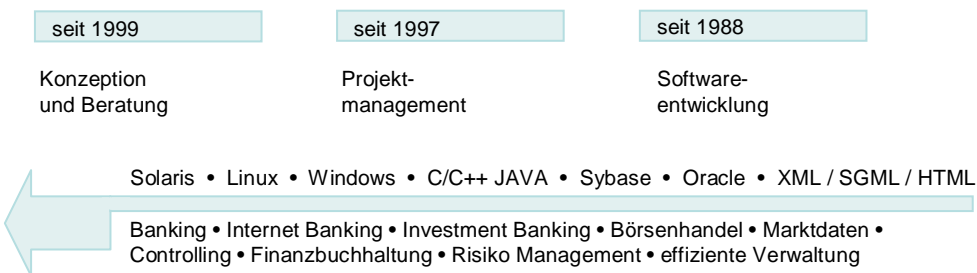 seit 1999
seit 1997
seit 1988
Konzeption
und Beratung
Projekt-
management
Software-
entwicklung
Solaris • Linux • Windows • C/C++ JAVA • Sybase • Oracle • XML / SGML / HTML
Banking • Internet Banking • Investment Banking • Börsenhandel • Marktdaten •
Controlling • Finanzbuchhaltung • Risiko Management • effiziente Verwaltung